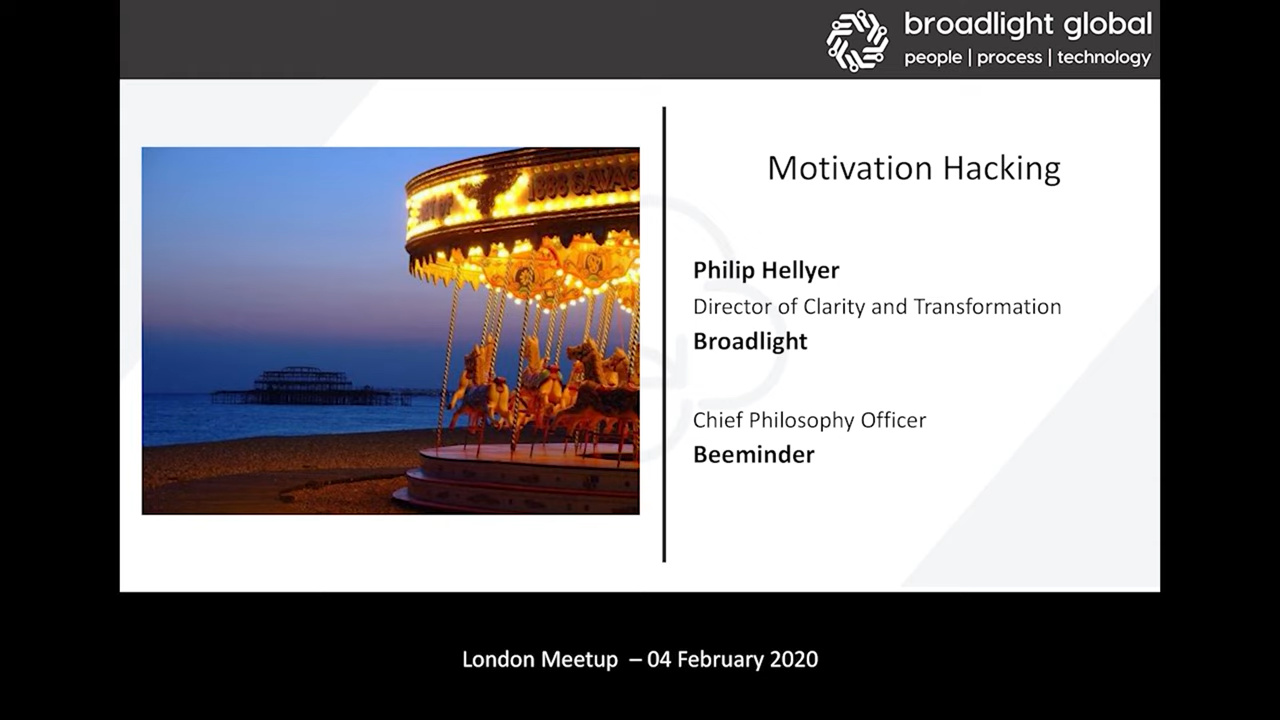 broadlight global
people | process | technology
Motivation Hacking
Philip Hellyer
Director of Clarity and Transformation
Broadlight
Chief Philosophy Officer
Beeminder
London Meetup – 04 February 2020